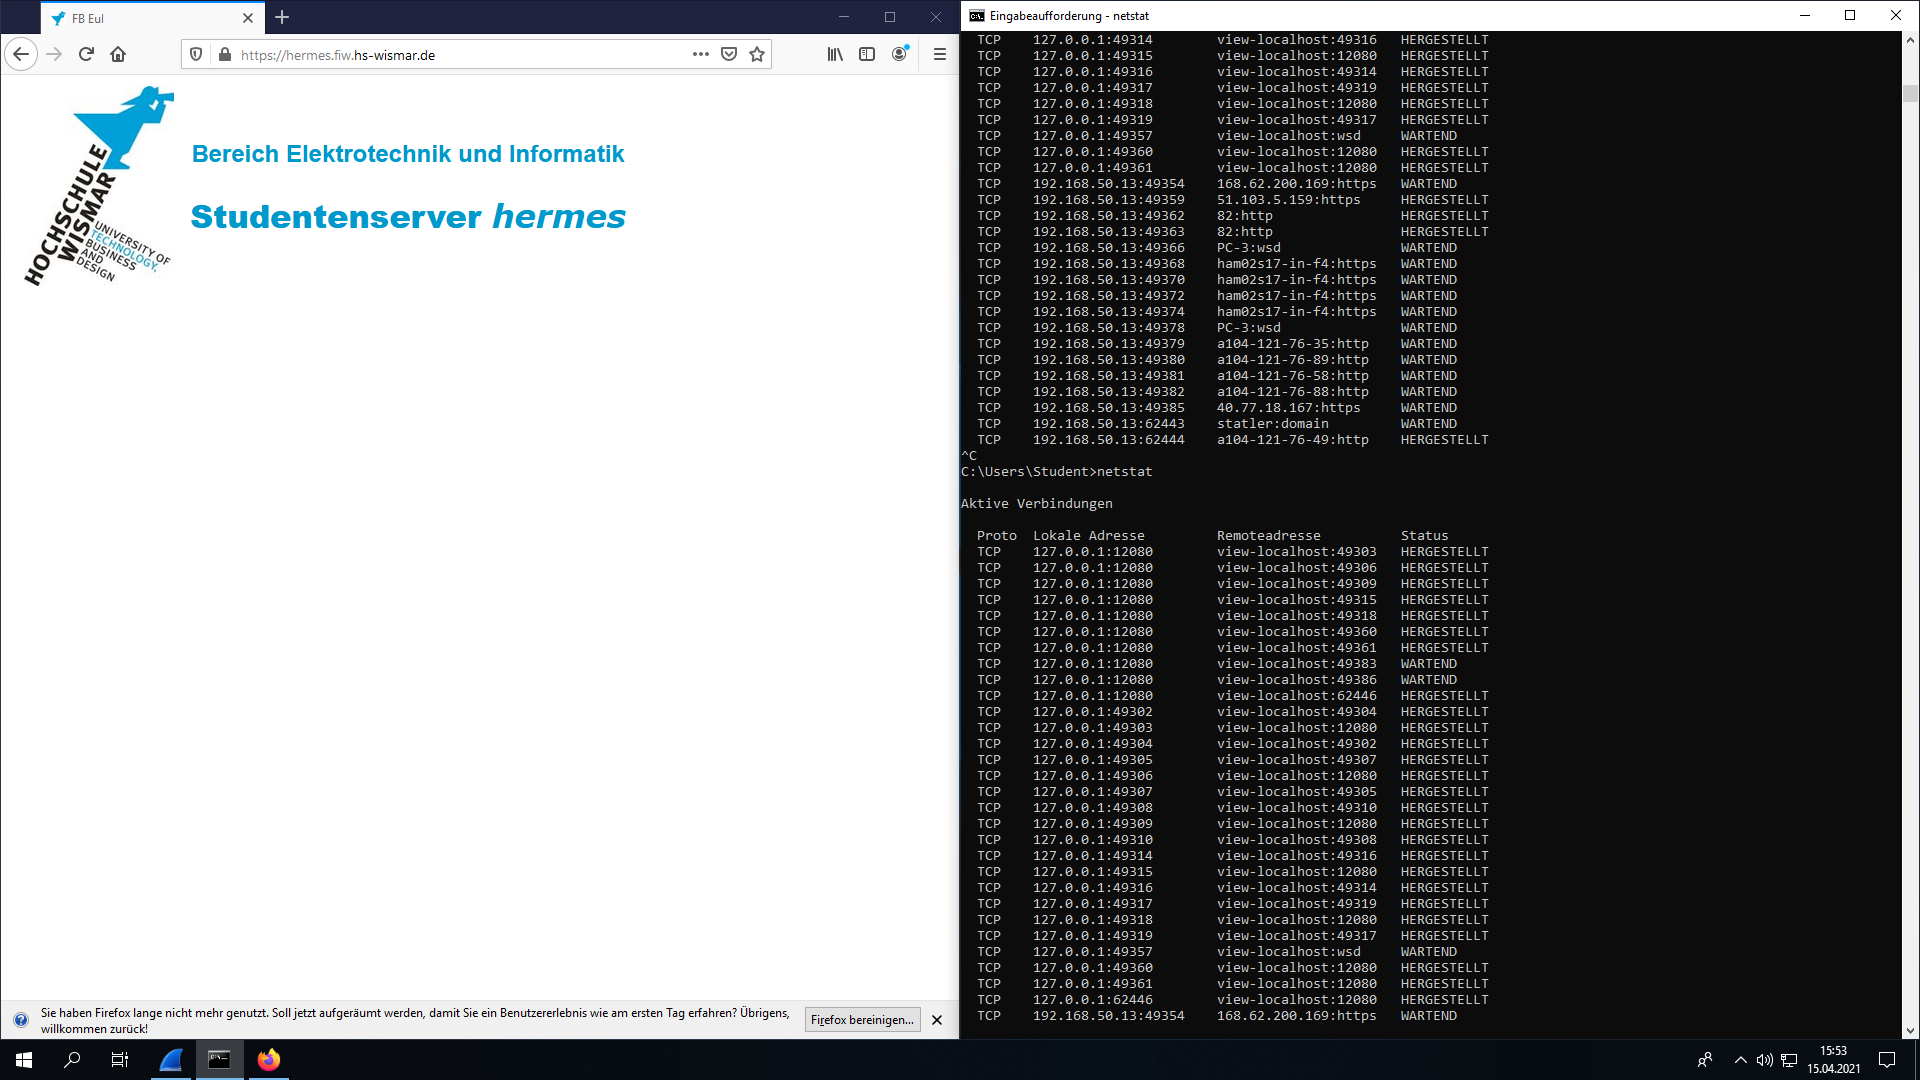 FB EuI
https://hermes.fiw.hs-wismar.de
HOCHSCHULE
WISMAR
UNIVERSITY OF
TECHNOLOGY,
BUSINESS
AND
DESIGN
Bereich Elektrotechnik und Informatik
Studentenserver hermes
Sie haben Firefox lange nicht mehr genutzt. Soll jetzt aufgeräumt werden, damit Sie ein Benutzererlebnis wie am ersten Tag erfahren? Übrigens,
willkommen zurück!
Firefox bereinigen...
Eingabeaufforderung - netstat
TCP 127.0.0.1:49314 view-localhost:49316 HERGESTELLT
TCP 127.0.0.1:49315 view-localhost:12080 HERGESTELLT
TCP 127.0.0.1:49316 view-localhost:49314 HERGESTELLT
TCP 127.0.0.1:49317 view-localhost:49319 HERGESTELLT
TCP 127.0.0.1:49318 view-localhost:12080 HERGESTELLT
TCP 127.0.0.1:49319 view-localhost:49317 HERGESTELLT
TCP 127.0.0.1:49357 view-localhost:wsd WARTEND
TCP 127.0.0.1:49360 view-localhost:12080 HERGESTELLT
TCP 127.0.0.1:49361 view-localhost:12080 HERGESTELLT
TCP 192.168.50.13:49354 168.62.200.169:https WARTEND
TCP 192.168.50.13:49359 51.103.5.159:https HERGESTELLT
TCP 192.168.50.13:49362 82:http HERGESTELLT
TCP 192.168.50.13:49363 82:http HERGESTELLT
TCP 192.168.50.13:49366 PC-3:wsd WARTEND
TCP 192.168.50.13:49368 ham02s17-in-f4:https WARTEND
TCP 192.168.50.13:49370 ham02s17-in-f4:https WARTEND
TCP 192.168.50.13:49372 ham02s17-in-f4:https WARTEND
TCP 192.168.50.13:49374 ham02s17-in-f4:https WARTEND
TCP 192.168.50.13:49378 PC-3:wsd WARTEND
TCP 192.168.50.13:49379 a104-121-76-35:http WARTEND
TCP 192.168.50.13:49380 a104-121-76-89:http WARTEND
TCP 192.168.50.13:49381 a104-121-76-58:http WARTEND
TCP 192.168.50.13:49382 a104-121-76-88:http WARTEND
TCP 192.168.50.13:49385 40.77.18.167:https WARTEND
TCP 192.168.50.13:62443 statler:domain WARTEND
TCP 192.168.50.13:62444 a104-121-76-49:http HERGESTELLT
^C
C:\Users\Student>netstat
Aktive Verbindungen
Proto Lokale Adresse Remoteadresse Status
TCP 127.0.0.1:12080 view-localhost:49303 HERGESTELLT
TCP 127.0.0.1:12080 view-localhost:49306 HERGESTELLT
TCP 127.0.0.1:12080 view-localhost:49309 HERGESTELLT
TCP 127.0.0.1:12080 view-localhost:49315 HERGESTELLT
TCP 127.0.0.1:12080 view-localhost:49318 HERGESTELLT
TCP 127.0.0.1:12080 view-localhost:49360 HERGESTELLT
TCP 127.0.0.1:12080 view-localhost:49361 HERGESTELLT
TCP 127.0.0.1:12080 view-localhost:49383 WARTEND
TCP 127.0.0.1:12080 view-localhost:49386 WARTEND
TCP 127.0.0.1:12080 view-localhost:62446 HERGESTELLT
TCP 127.0.0.1:49302 view-localhost:49304 HERGESTELLT
TCP 127.0.0.1:49303 view-localhost:12080 HERGESTELLT
TCP 127.0.0.1:49304 view-localhost:49302 HERGESTELLT
TCP 127.0.0.1:49305 view-localhost:49307 HERGESTELLT
TCP 127.0.0.1:49306 view-localhost:12080 HERGESTELLT
TCP 127.0.0.1:49307 view-localhost:49305 HERGESTELLT
TCP 127.0.0.1:49308 view-localhost:49310 HERGESTELLT
TCP 127.0.0.1:49309 view-localhost:12080 HERGESTELLT
TCP 127.0.0.1:49310 view-localhost:49308 HERGESTELLT
TCP 127.0.0.1:49314 view-localhost:49316 HERGESTELLT
TCP 127.0.0.1:49315 view-localhost:12080 HERGESTELLT
TCP 127.0.0.1:49316 view-localhost:49314 HERGESTELLT
TCP 127.0.0.1:49317 view-localhost:49319 HERGESTELLT
TCP 127.0.0.1:49318 view-localhost:12080 HERGESTELLT
TCP 127.0.0.1:49319 view-localhost:49317 HERGESTELLT
TCP 127.0.0.1:49357 view-localhost:wsd WARTEND
TCP 127.0.0.1:49360 view-localhost:12080 HERGESTELLT
TCP 127.0.0.1:49361 view-localhost:12080 HERGESTELLT
TCP 127.0.0.1:62446 view-localhost:12080 HERGESTELLT
TCP 192.168.50.13:49354 168.62.200.169:https WARTEND
15:53
15.04.2021